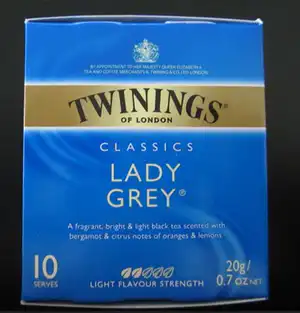 BY APPOINTMENT TO HER MAJESTY QUEEN ELIZABETH II
TEA AND COFFEE MERCHANTS R. TWINING & CO. LTD. LONDON
TWININGS®
OF LONDON
CLASSICS
LADY
GREY®
A fragrant, bright & light black tea scented with
bergamot & citrus notes of oranges & lemons
10
SERVES
LIGHT FLAVOUR STRENGTH
20g/
0.7 oz NET